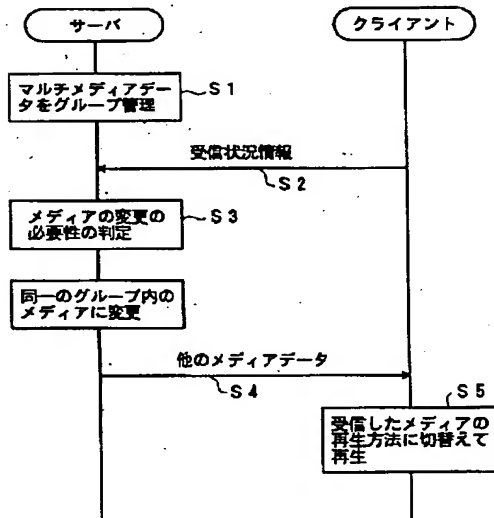 サーバ
クライアント
マルチメディアデー
タをグループ管理
S1
受信状況情報
S2
メディアの変更の
必要性の判定
S3
同一のグループ内の
メディアに変更
他のメディアデータ
S4
S5
受信したメディアの
再生方法に切替えて
再生